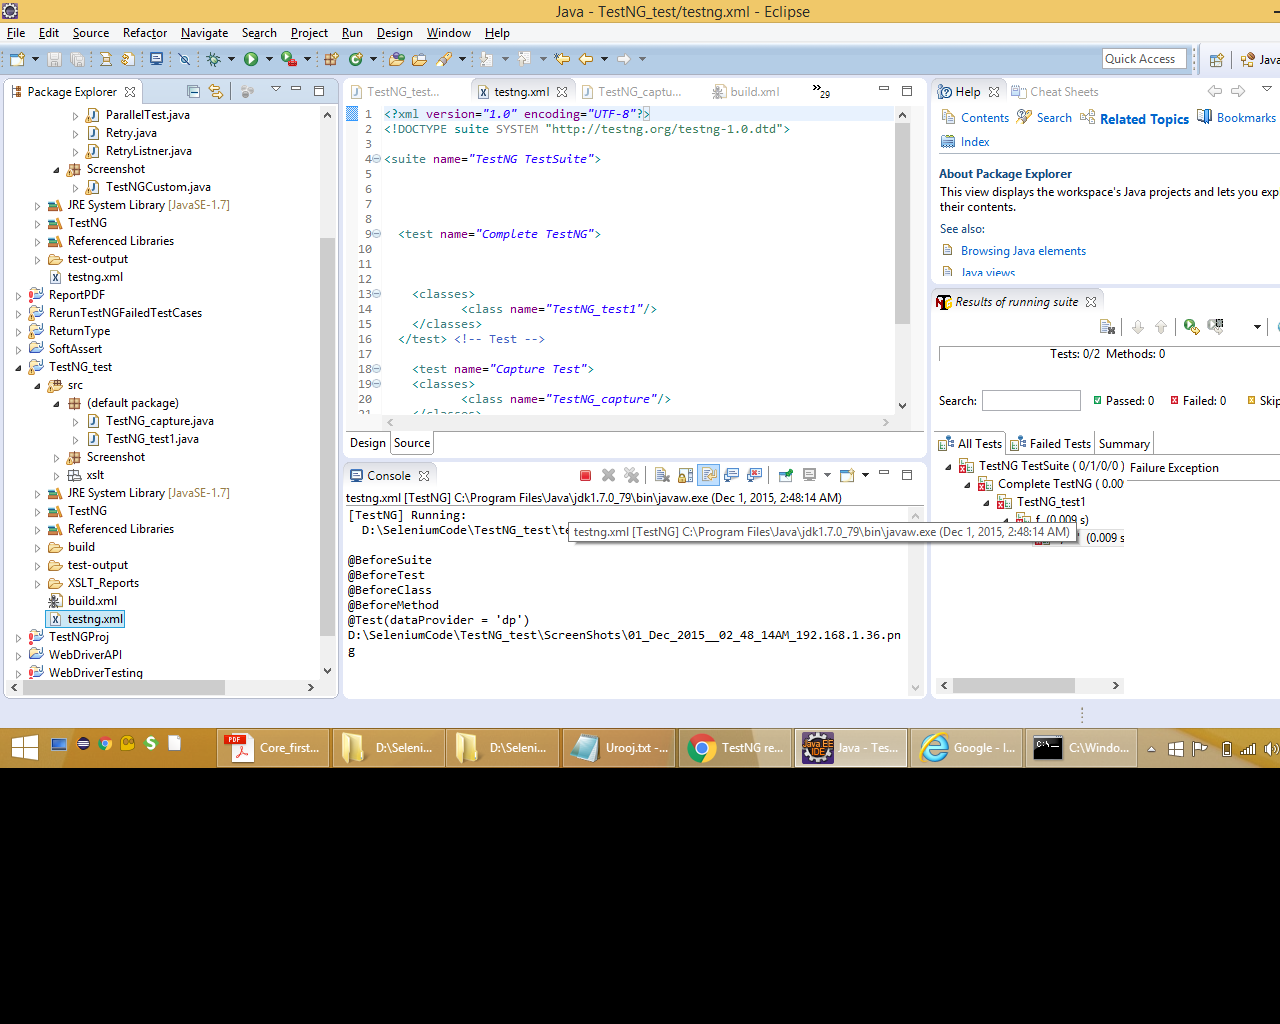 Java - TestNG_test/testng.xml - Eclipse
File Edit Source Refactor Navigate Search Project Run Design Window Help
Quick Access
Java
Package Explorer
ParallelTest.java
Retry.java
RetryListner.java
Screenshot
TestNGCustom.java
JRE System Library [JavaSE-1.7]
TestNG
Referenced Libraries
test-output
testng.xml
ReportPDF
RerunTestNGFailedTestCases
ReturnType
SoftAssert
TestNG_test
src
(default package)
TestNG_capture.java
TestNG_test1.java
Screenshot
xslt
JRE System Library [JavaSE-1.7]
TestNG
Referenced Libraries
build
test-output
XSLT_Reports
build.xml
testng.xml
TestNGProj
WebDriverAPI
WebDriverTesting
TestNG_test... testng.xml TestNG_captu... build.xml »29
1 <?xml version="1.0" encoding="UTF-8"?>
2 <!DOCTYPE suite SYSTEM "http://testng.org/testng-1.0.dtd">
3
4 <suite name="TestNG TestSuite">
5
6
7
8
9 <test name="Complete TestNG">
10
11
12
13 <classes>
14 <class name="TestNG_test1"/>
15 </classes>
16 </test> <!-- Test -->
17
18 <test name="Capture Test">
19 <classes>
20 <class name="TestNG_capture"/>
21 </classes>
Design Source
Console
testng.xml [TestNG] C:\Program Files\Java\jdk1.7.0_79\bin\javaw.exe (Dec 1, 2015, 2:48:14 AM)
[TestNG] Running:
D:\SeleniumCode\TestNG_test\te
testng.xml [TestNG] C:\Program Files\Java\jdk1.7.0_79\bin\javaw.exe (Dec 1, 2015, 2:48:14 AM)
@BeforeSuite
@BeforeTest
@BeforeClass
@BeforeMethod
@Test(dataProvider = 'dp')
D:\SeleniumCode\TestNG_test\ScreenShots\01_Dec_2015__02_48_14AM_192.168.1.36.pn
g
Help Cheat Sheets
Contents Search Related Topics Bookmarks
Index
About Package Explorer
This view displays the workspace's Java projects and lets you exp
their contents.
See also:
Browsing Java elements
Java views
Results of running suite
Tests: 0/2 Methods: 0
Search: Passed: 0 Failed: 0 Skip
All Tests Failed Tests Summary
TestNG TestSuite ( 0/1/0/0 ) Failure Exception
Complete TestNG ( 0.00
TestNG_test1
f (0.009 s)
(0.009 s
PDF Core_first... D:\Seleni... D:\Seleni... Urooj.txt -... TestNG re... Java EE IDE Java - Tes... Google - I... C:\Windo...